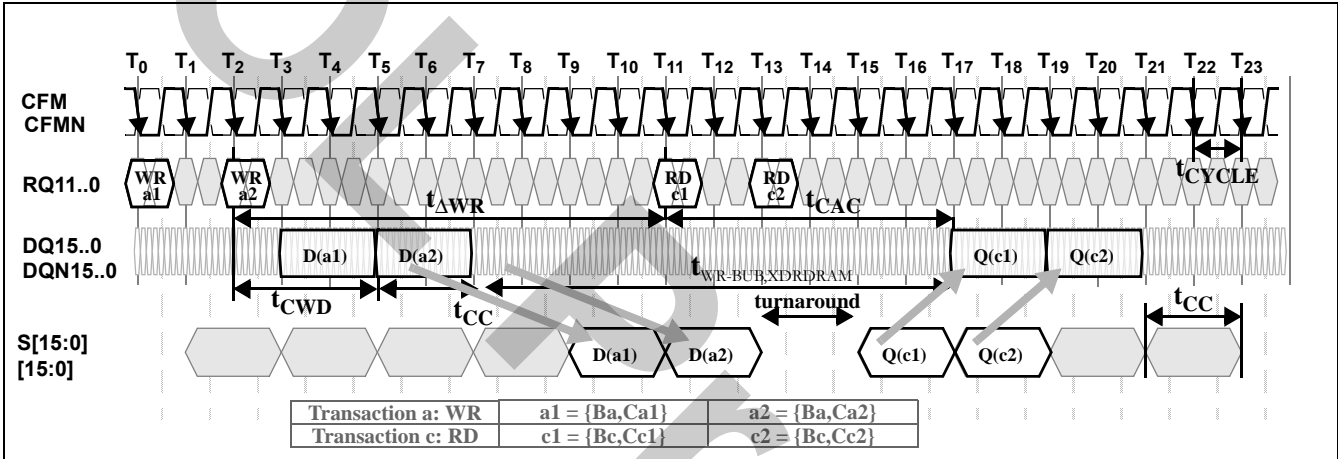 T0 T1 T2 T3 T4 T5 T6 T7 T8 T9 T10 T11 T12 T13 T14 T15 T16 T17 T18 T19 T20 T21 T22 T23
CFM
CFMN
RQ11..0
WR a1
WR a2
RD c1
RD c2
tCYCLE
tΔWR
tCAC
DQ15..0
DQN15..0
D(a1)
D(a2)
Q(c1)
Q(c2)
tWR-BUB,XDRDRAM
tCWD
tCC
turnaround
tCC
S[15:0]
[15:0]
D(a1)
D(a2)
Q(c1)
Q(c2)
Transaction a: WR a1 = {Ba,Ca1} a2 = {Ba,Ca2}
Transaction c: RD c1 = {Bc,Cc1} c2 = {Bc,Cc2}